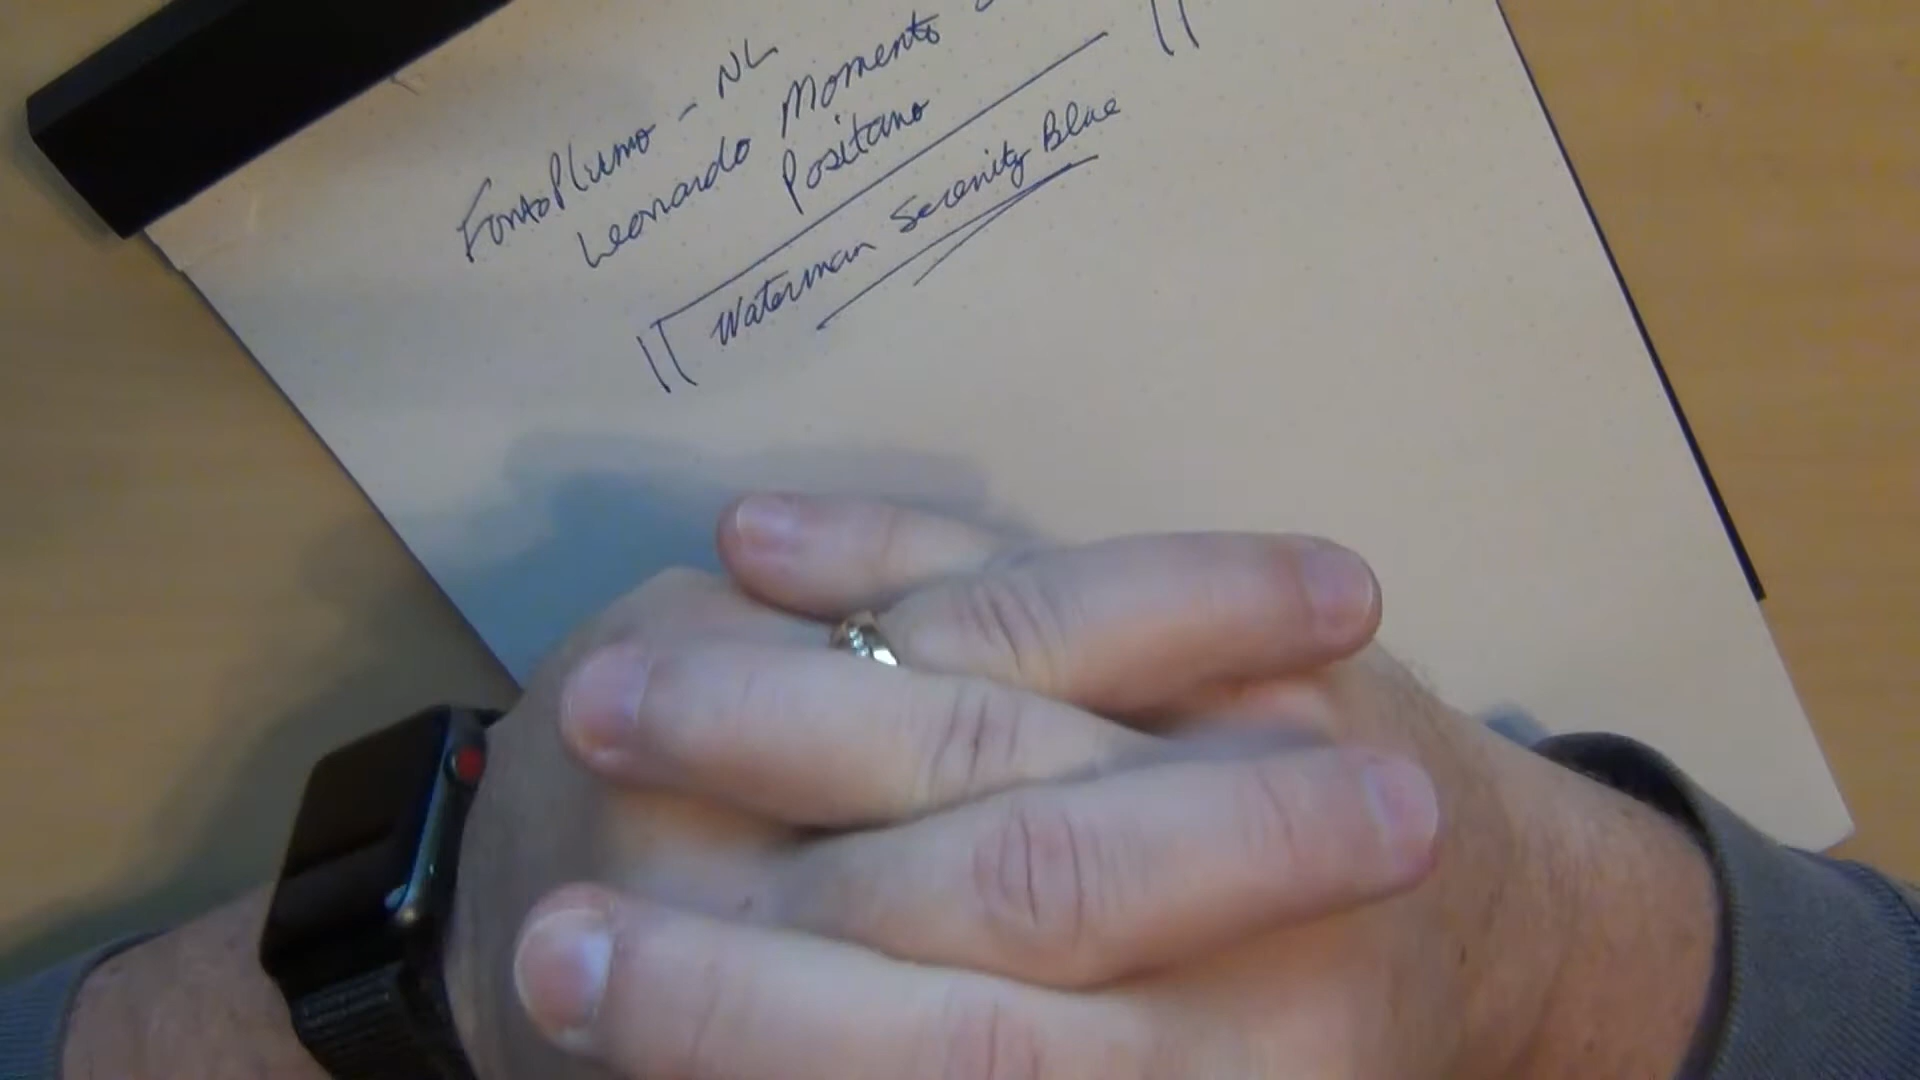 FontoPlumo - NL
Leonardo Momento
Positano
Waterman Serenity Blue